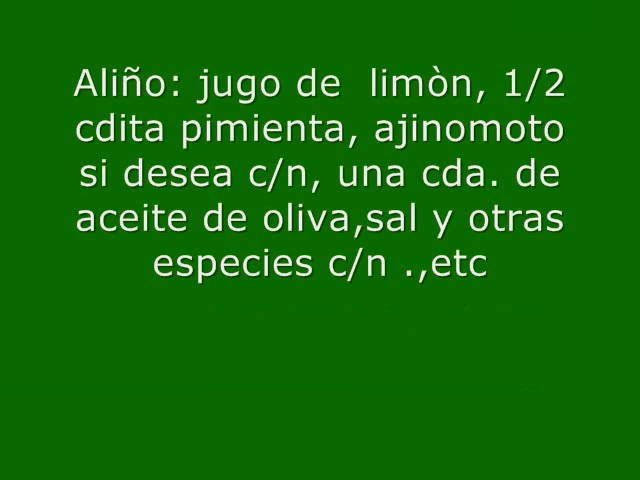 Aliño: jugo de  limòn, 1/2
cdita pimienta, ajinomoto
si desea c/n, una cda. de
aceite de oliva,sal y otras
especies c/n .,etc